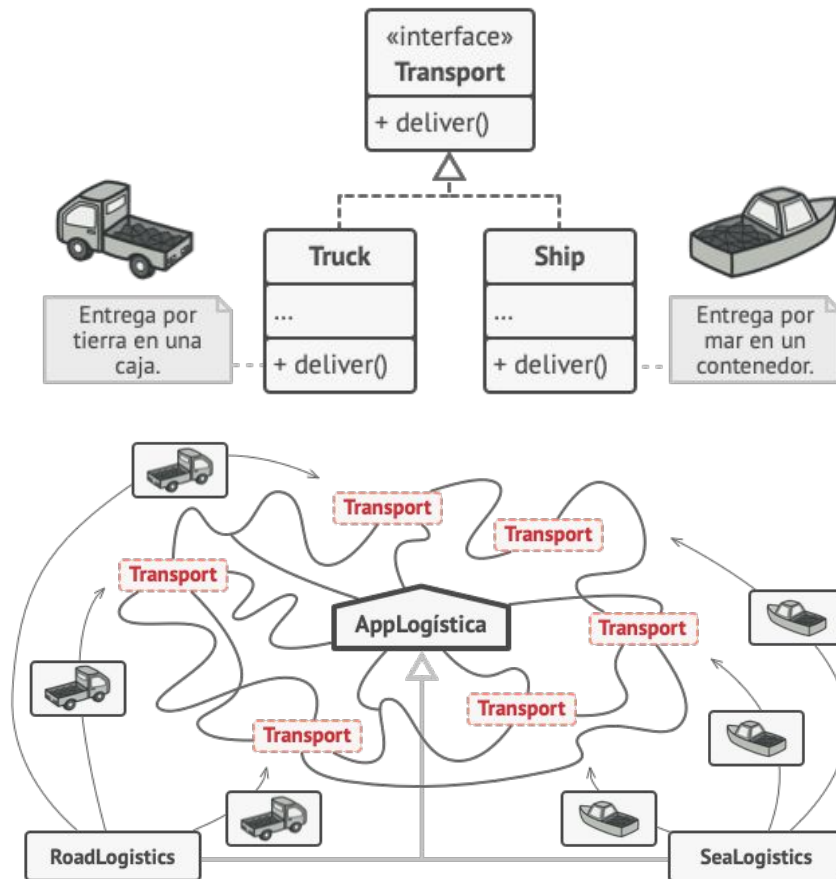 «interface»
Transport
+ deliver()
Truck
...
+ deliver()
Ship
...
+ deliver()
Entrega por
tierra en una
caja.
Entrega por
mar en un
contenedor.
Transport
Transport
Transport
AppLogística
Transport
Transport
Transport
RoadLogistics
SeaLogistics